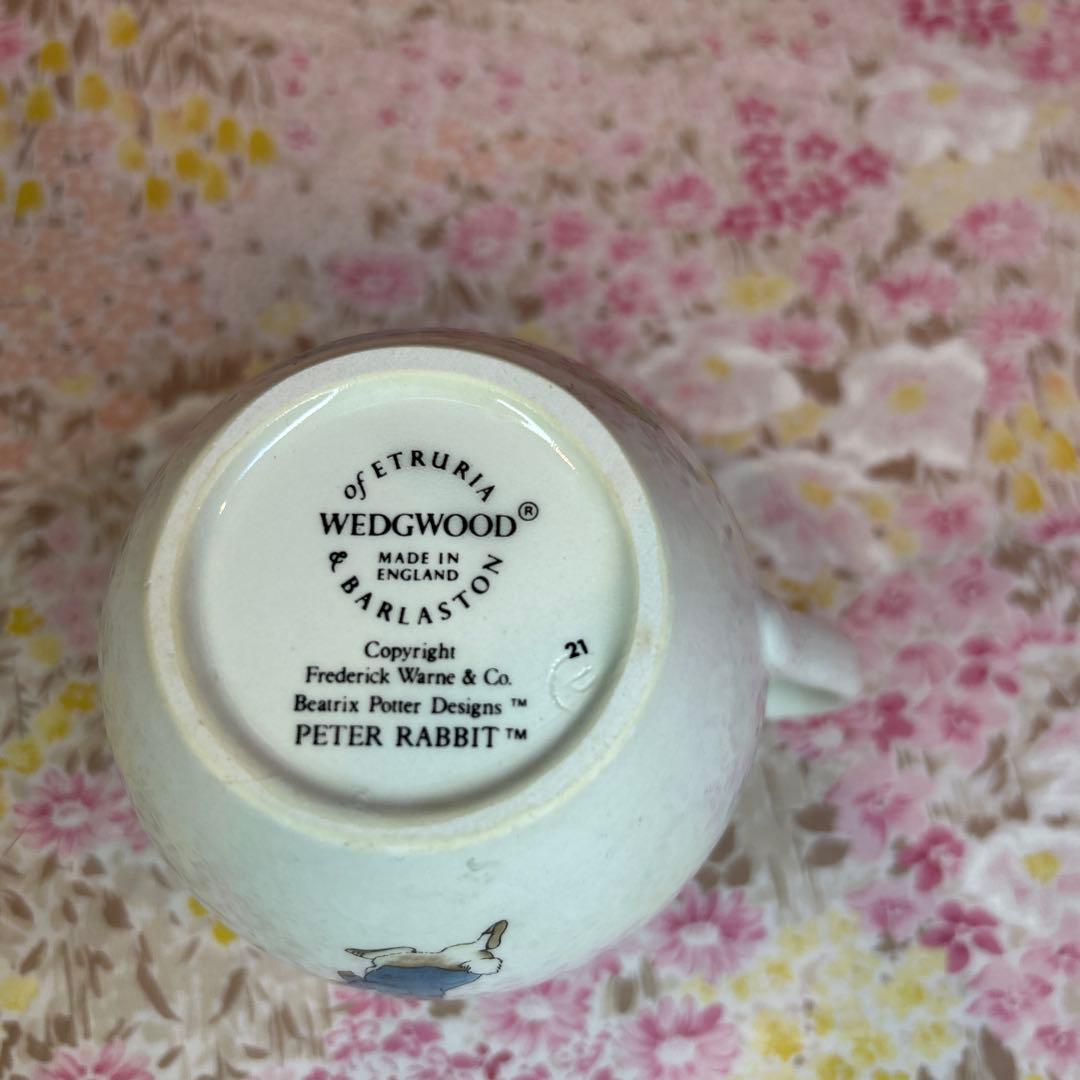 of ETRURIA
WEDGWOOD®
MADE IN
ENGLAND
& BARLASTON
Copyright
Frederick Warne & Co.
Beatrix Potter Designs ™
PETER RABBIT ™
21